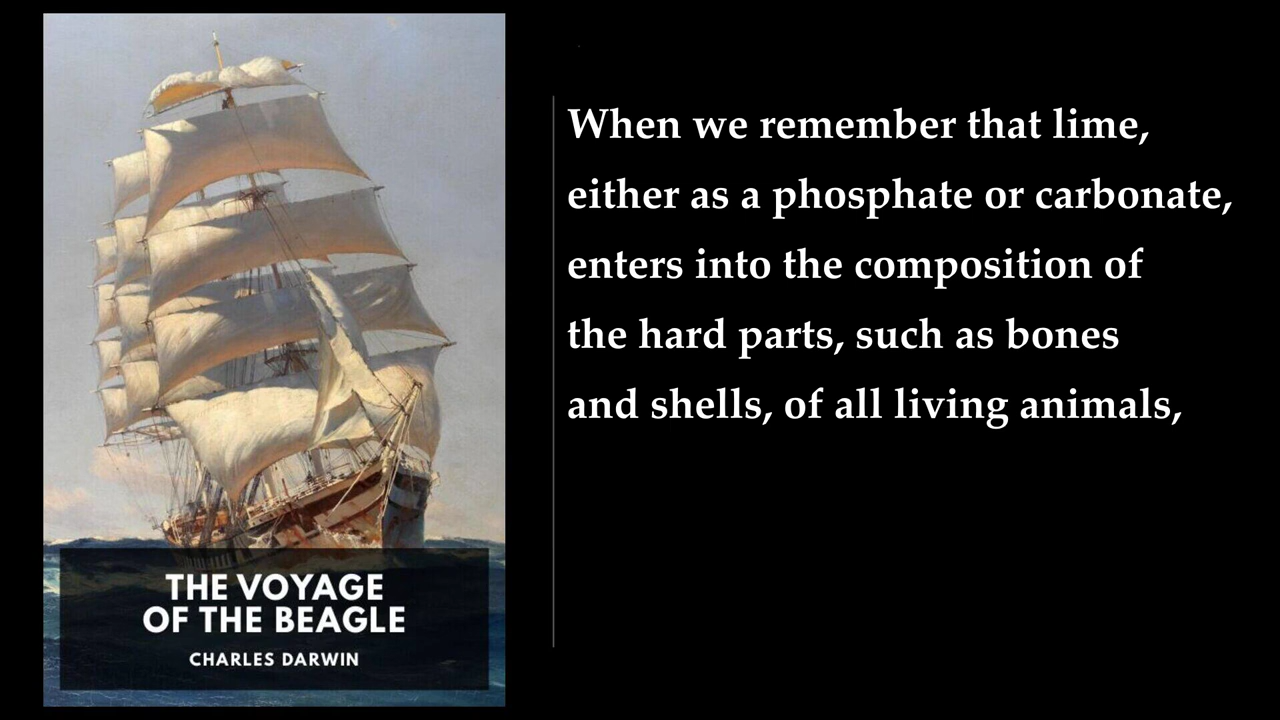 THE VOYAGE
OF THE BEAGLE
CHARLES DARWIN
When we remember that lime,
either as a phosphate or carbonate,
enters into the composition of
the hard parts, such as bones
and shells, of all living animals,